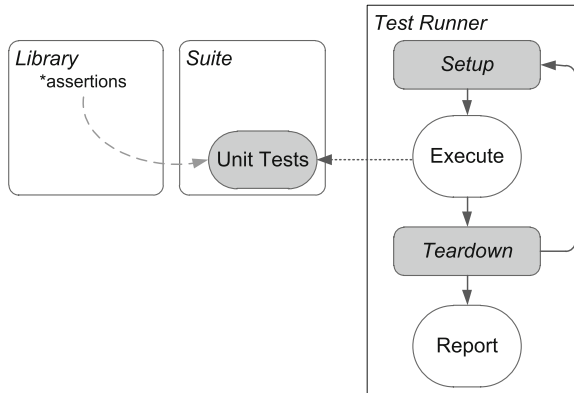 Library
*assertions
Suite
Unit Tests
Test Runner
Setup
Execute
Teardown
Report